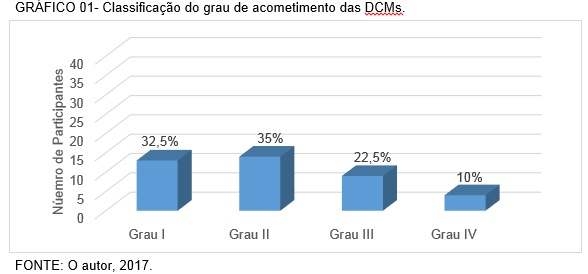 GRÁFICO 01- Classificação do grau de acometimento das DCMs.
Núemro de Participantes
40
35
30
25
20
15
10
5
0
32,5%
35%
22,5%
10%
Grau I
Grau II
Grau III
Grau IV
FONTE: O autor, 2017.